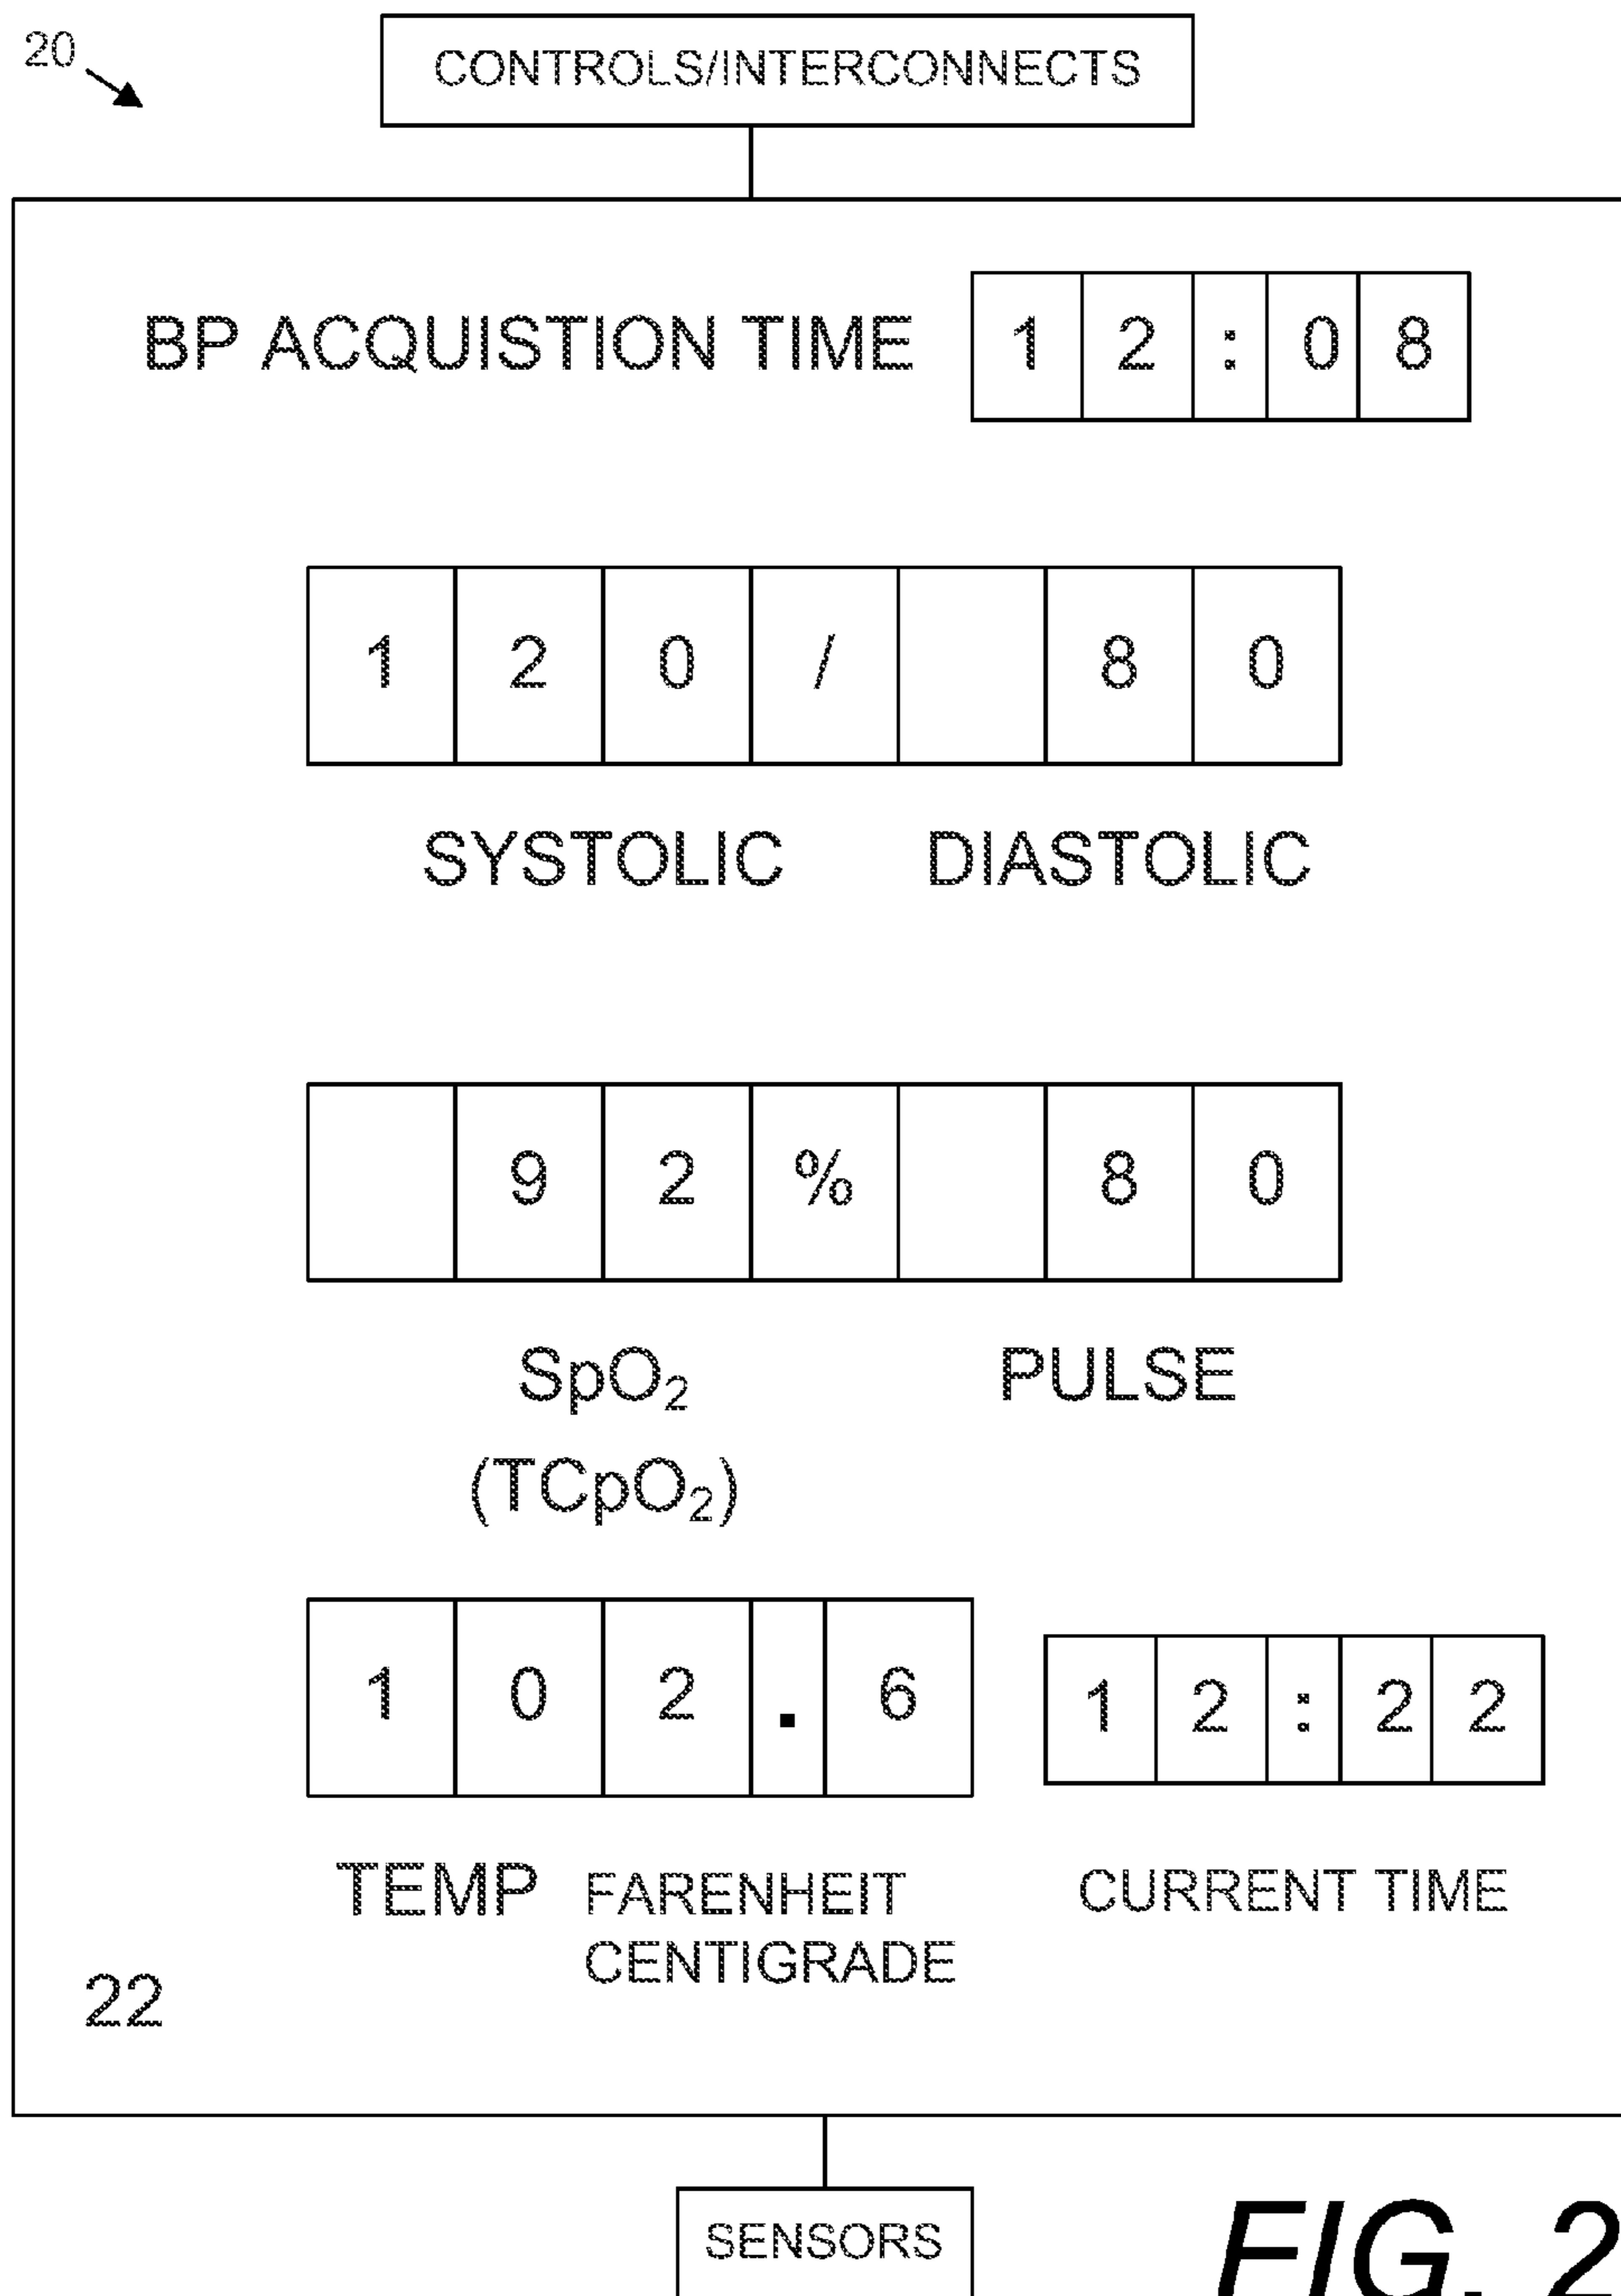 20
CONTROLS/INTERCONNECTS
BP ACQUISTION TIME 12:08
120/ 80
SYSTOLIC DIASTOLIC
92% 80
SpO₂ PULSE
(TCpO₂)
102.6 12:22
TEMP FARENHEIT CURRENT TIME
CENTIGRADE
22
SENSORS
FIG. 2